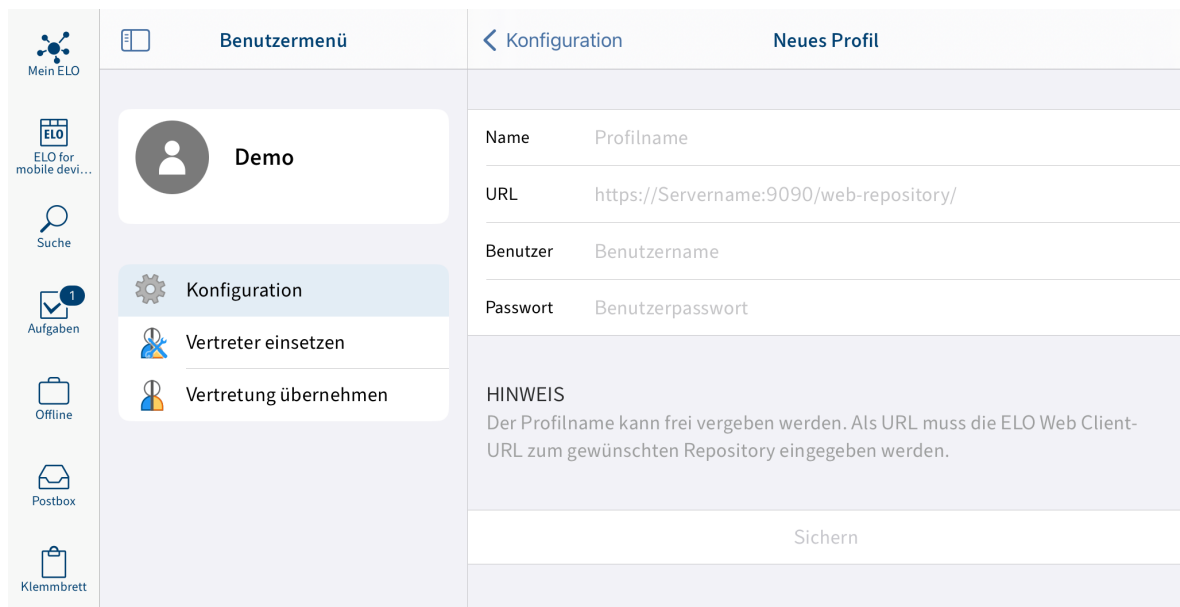 Mein ELO
ELO
ELO for
mobile devi...
Suche
1
Aufgaben
Offline
Postbox
Klemmbrett
Benutzermenü
Demo
Konfiguration
Vertreter einsetzen
Vertretung übernehmen
Konfiguration
Neues Profil
Name Profilname
URL https://Servername:9090/web-repository/
Benutzer Benutzername
Passwort Benutzerpasswort
HINWEIS
Der Profilname kann frei vergeben werden. Als URL muss die ELO Web Client-
URL zum gewünschten Repository eingegeben werden.
Sichern